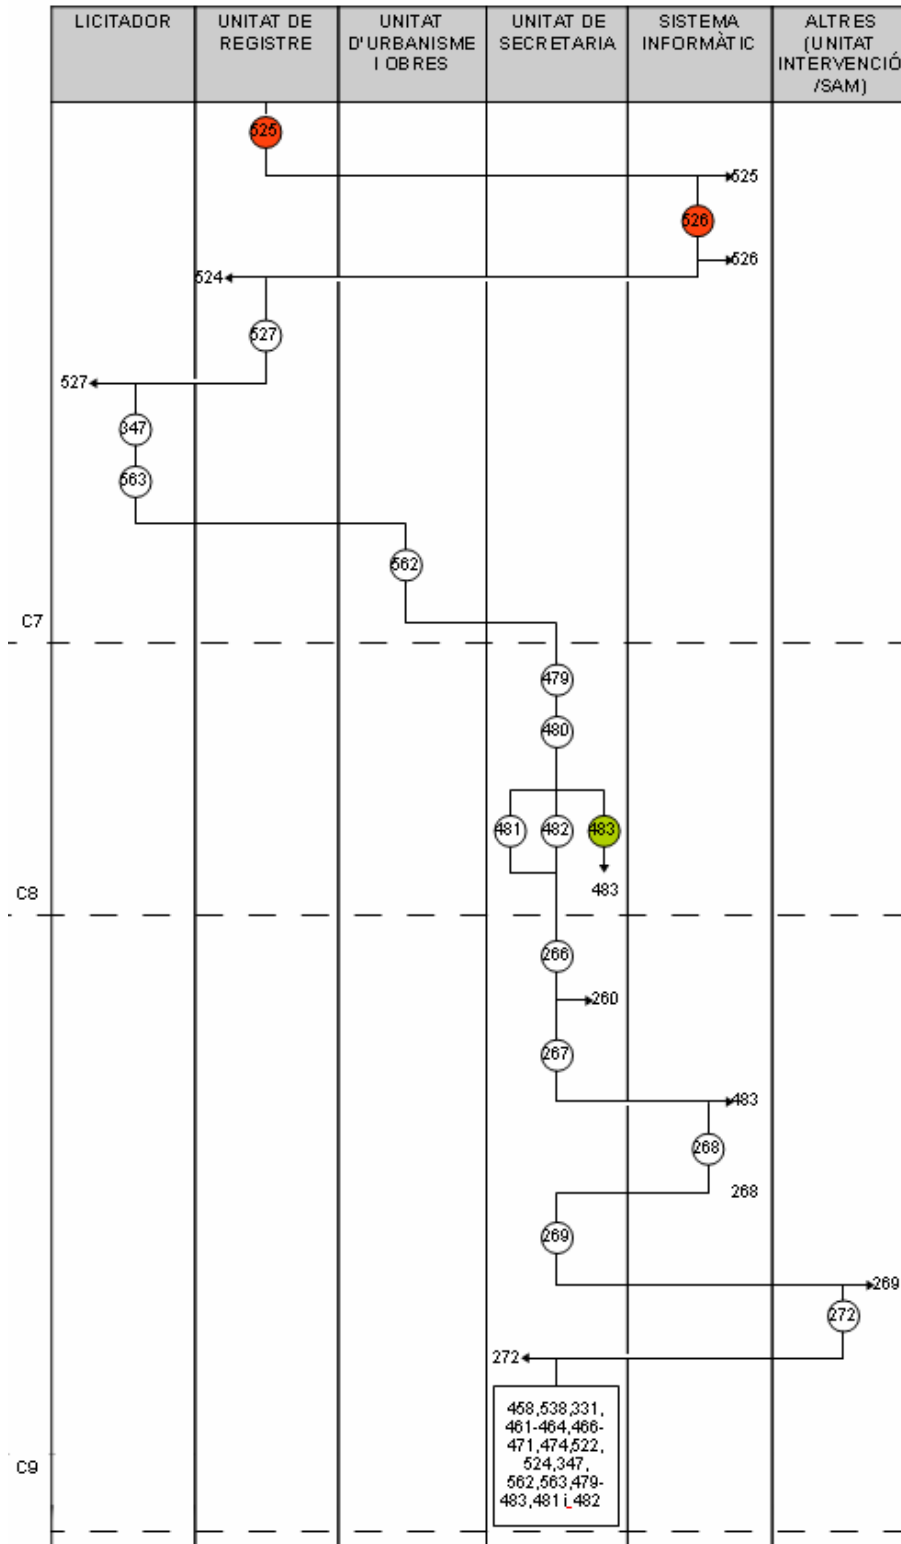 LICITADOR
UNITAT DE
REGISTRE
UNITAT
D'URBANISME
I OBRES
UNITAT DE
SECRETARIA
SISTEMA
INFORMÀTIC
ALTRES
(UNITAT
INTERVENCIÓ
/SAM)
525
525
526
526
524
527
527
347
563
562
C7
479
480
481
482
483
483
C8
266
260
267
483
268
268
269
269
272
272
458,538,331,
461-464,466-
471,474,522,
524,347,
562,563,479-
483,481 i 482
C9